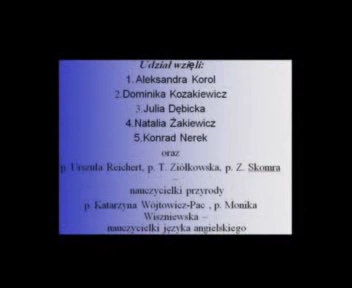 Udział wzięli:
1. Aleksandra Korol
2. Dominika Kozakiewicz
3. Julia Dębicka
4. Natalia Żakiewicz
5. Konrad Nerek
oraz
p. Urszula Reichert, p. T. Ziółkowska, p. Z. Skomra
–
nauczycielki przyrody
p. Katarzyna Wójtowicz-Pac , p. Monika
Wiszniewska –
nauczycielki języka angielskiego